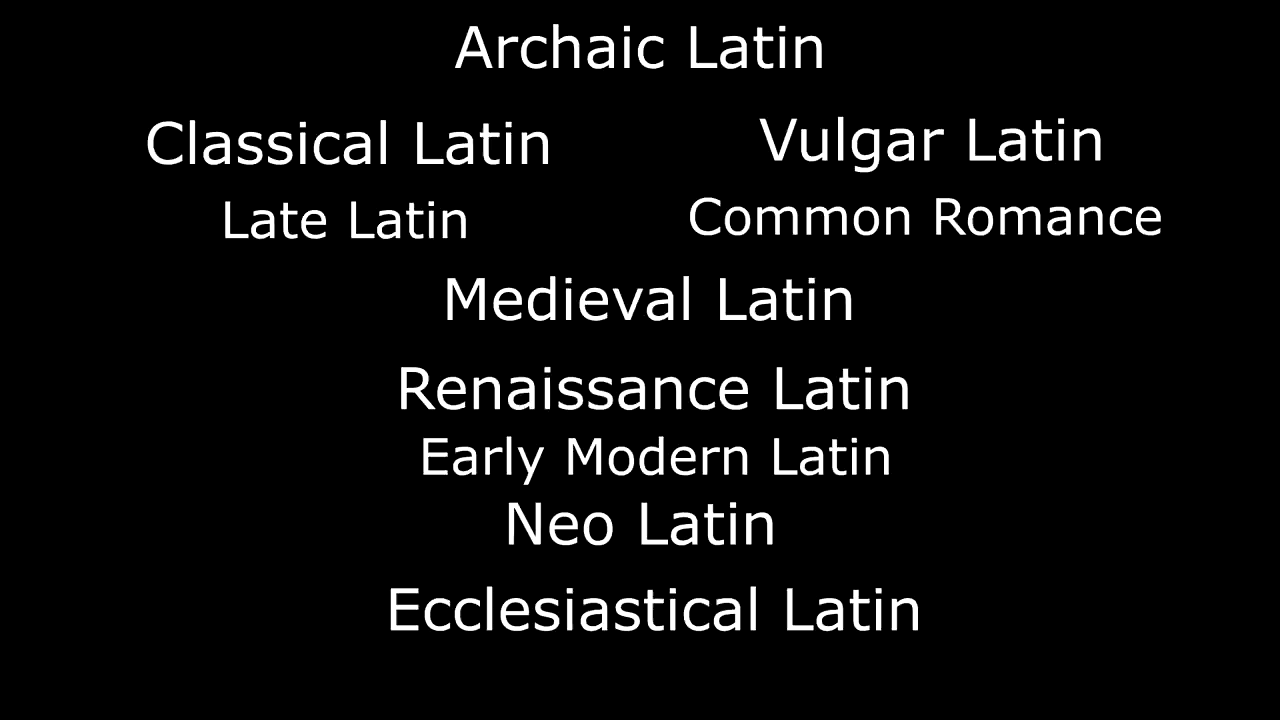 Archaic Latin
Classical Latin
Vulgar Latin
Late Latin
Common Romance
Medieval Latin
Renaissance Latin
Early Modern Latin
Neo Latin
Ecclesiastical Latin